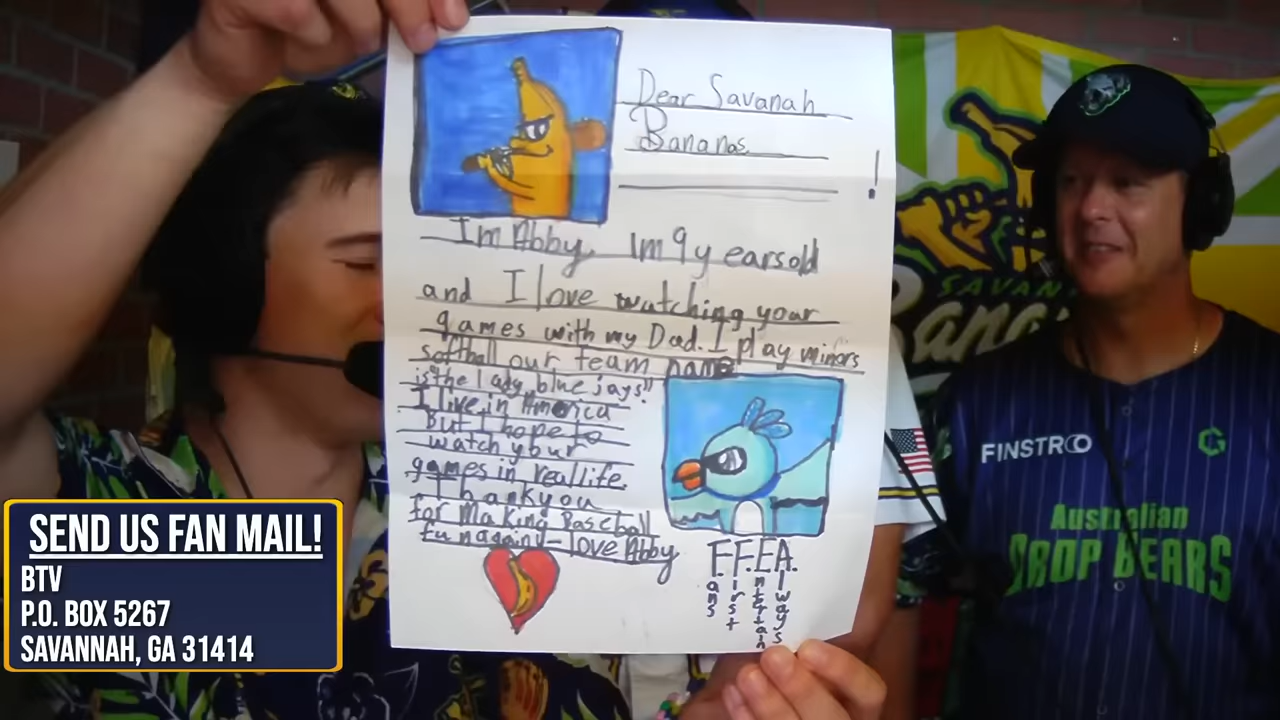 Dear Savanah
Bananas
!
Im Abby, Im 9 years old
and I love watching your
games with my Dad. I play minors
softball our team name
is "the lady blue jays"
I live in America
But I hope to
watch your
games in real life.
Thank you
for making Baseball
fun again - love Abby
F.F.E.A.
Fans
First
Entertain
Always
SEND US FAN MAIL!
BTV
P.O. BOX 5267
SAVANNAH, GA 31414
SAVAN
Bana
FINSTRO
G
Australian
DROP BEARS